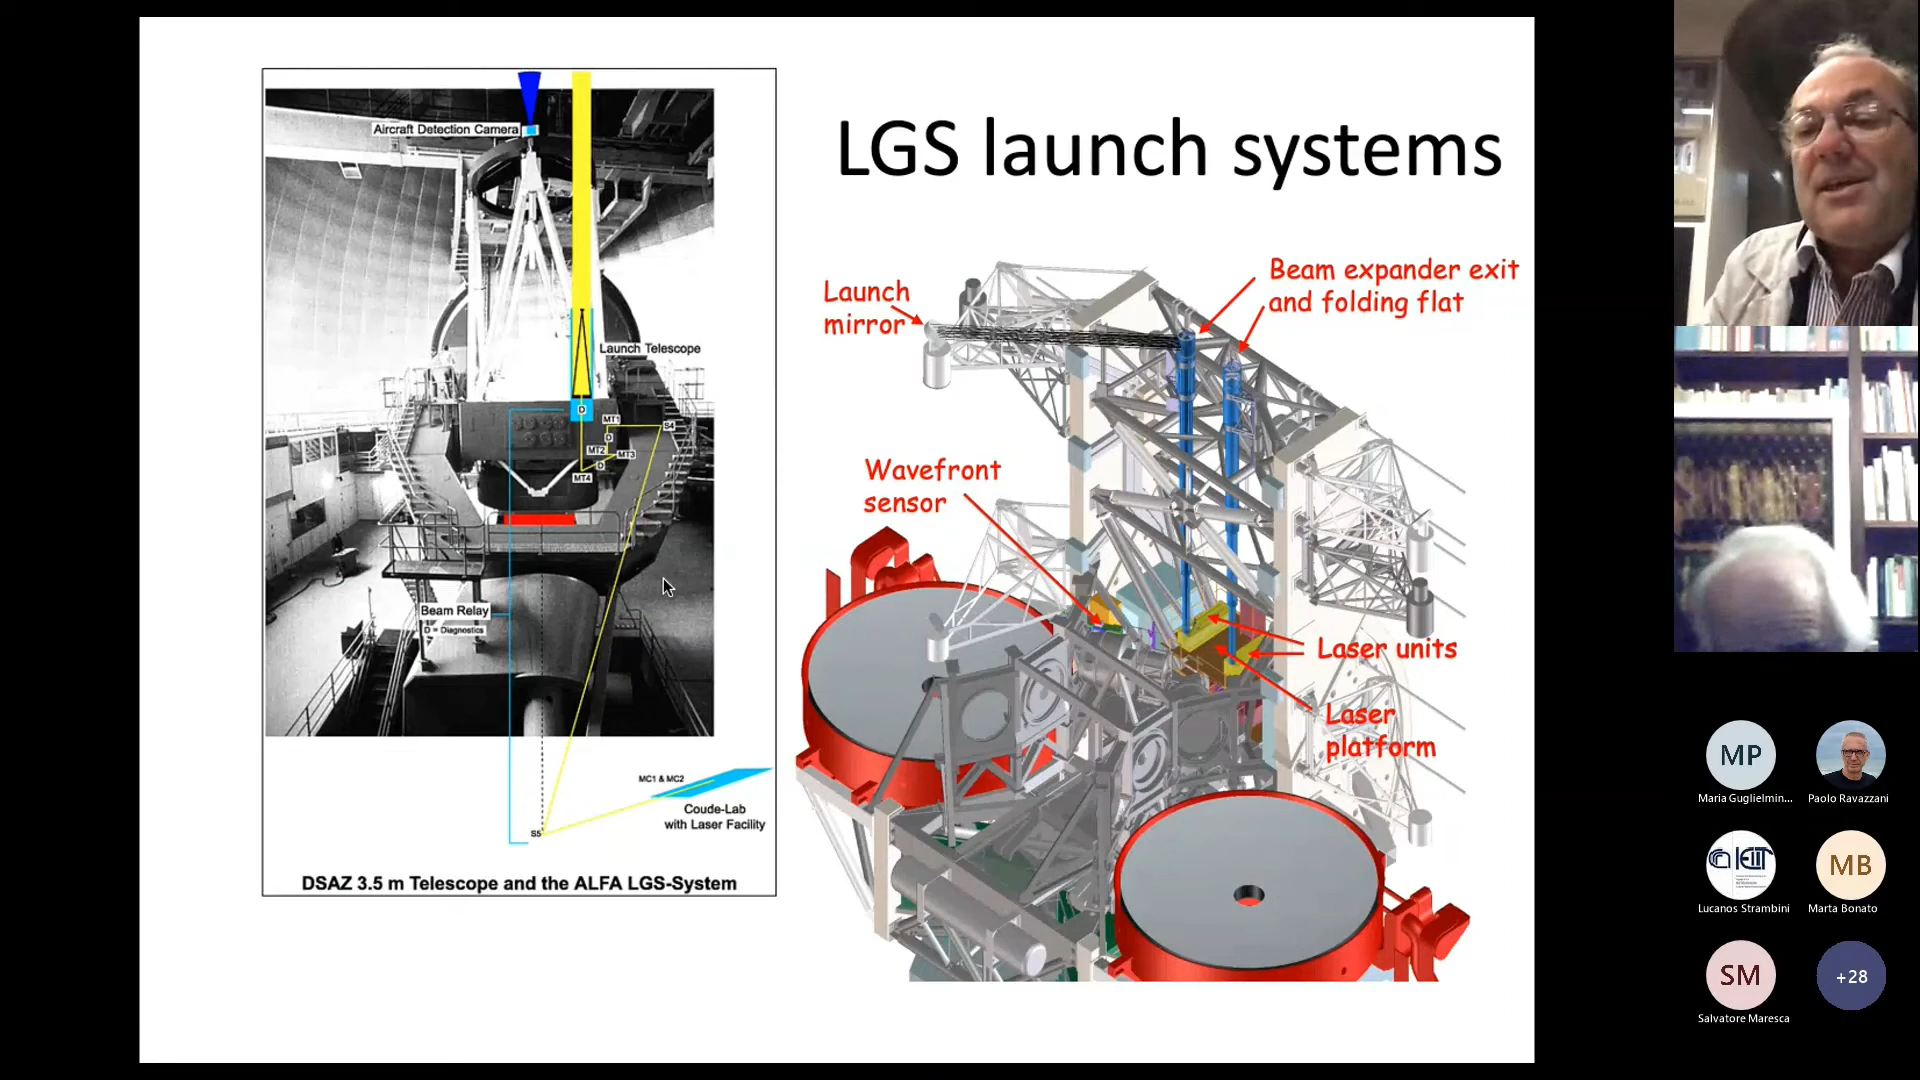 LGS launch systems
Aircraft Detection Camera
Launch Telescope
D
MT1
S4
D
MT2
MT3
D
MT4
Beam Relay
D = Diagnostics
MC1 & MC2
Coude-Lab
with Laser Facility
S5
DSAZ 3.5 m Telescope and the ALFA LGS-System
Launch
mirror
Beam expander exit
and folding flat
Wavefront
sensor
Laser units
Laser
platform
MP
Maria Guglielmin...
Paolo Ravazzani
Lucanos Strambini
MB
Marta Bonato
SM
Salvatore Maresca
+28